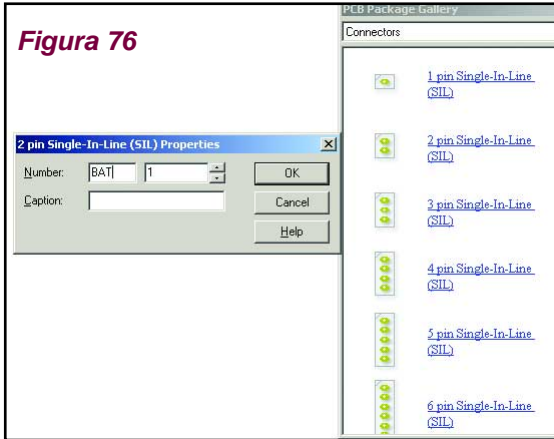 Figura 76
2 pin Single-In-Line (SIL) Properties
Number:
BAT
1
OK
Caption:
Cancel
Help
PCB Package Gallery
Connectors
1 pin Single-In-Line
(SIL)
2 pin Single-In-Line
(SIL)
3 pin Single-In-Line
(SIL)
4 pin Single-In-Line
(SIL)
5 pin Single-In-Line
(SIL)
6 pin Single-In-Line
(SIL)